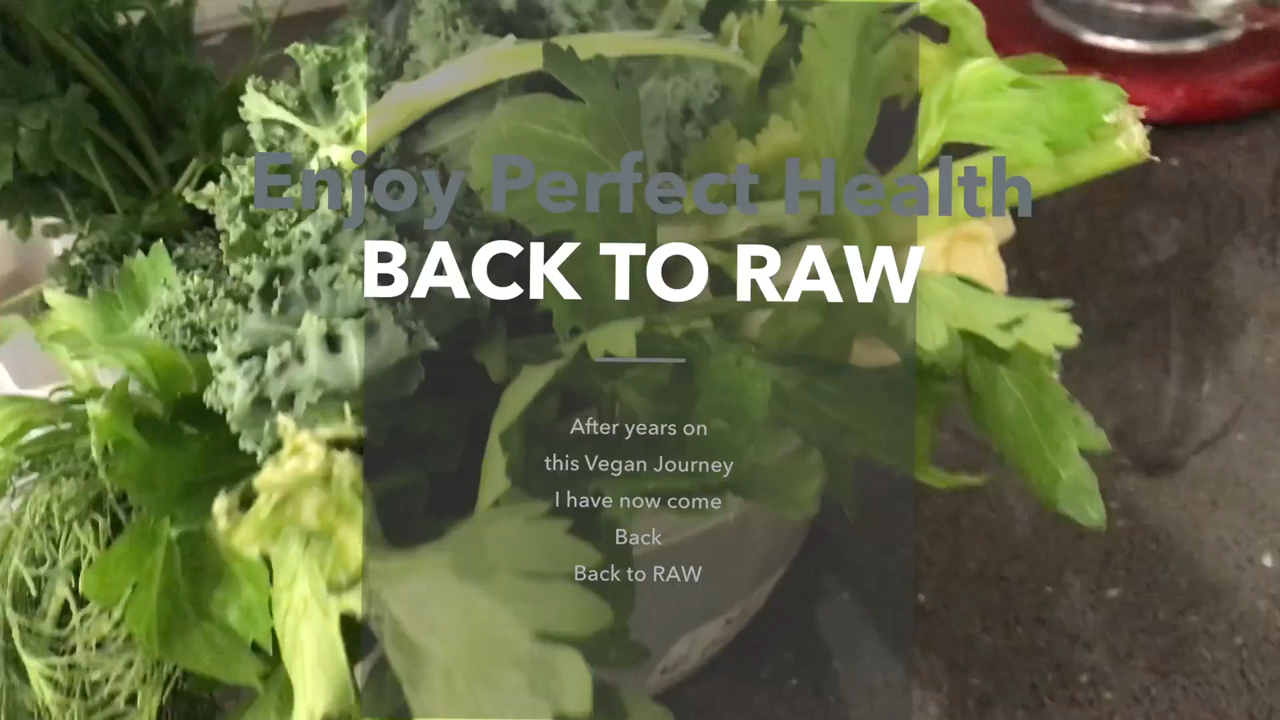 Enjoy Perfect Health
BACK TO RAW
After years on
this Vegan Journey
I have now come
Back
Back to RAW